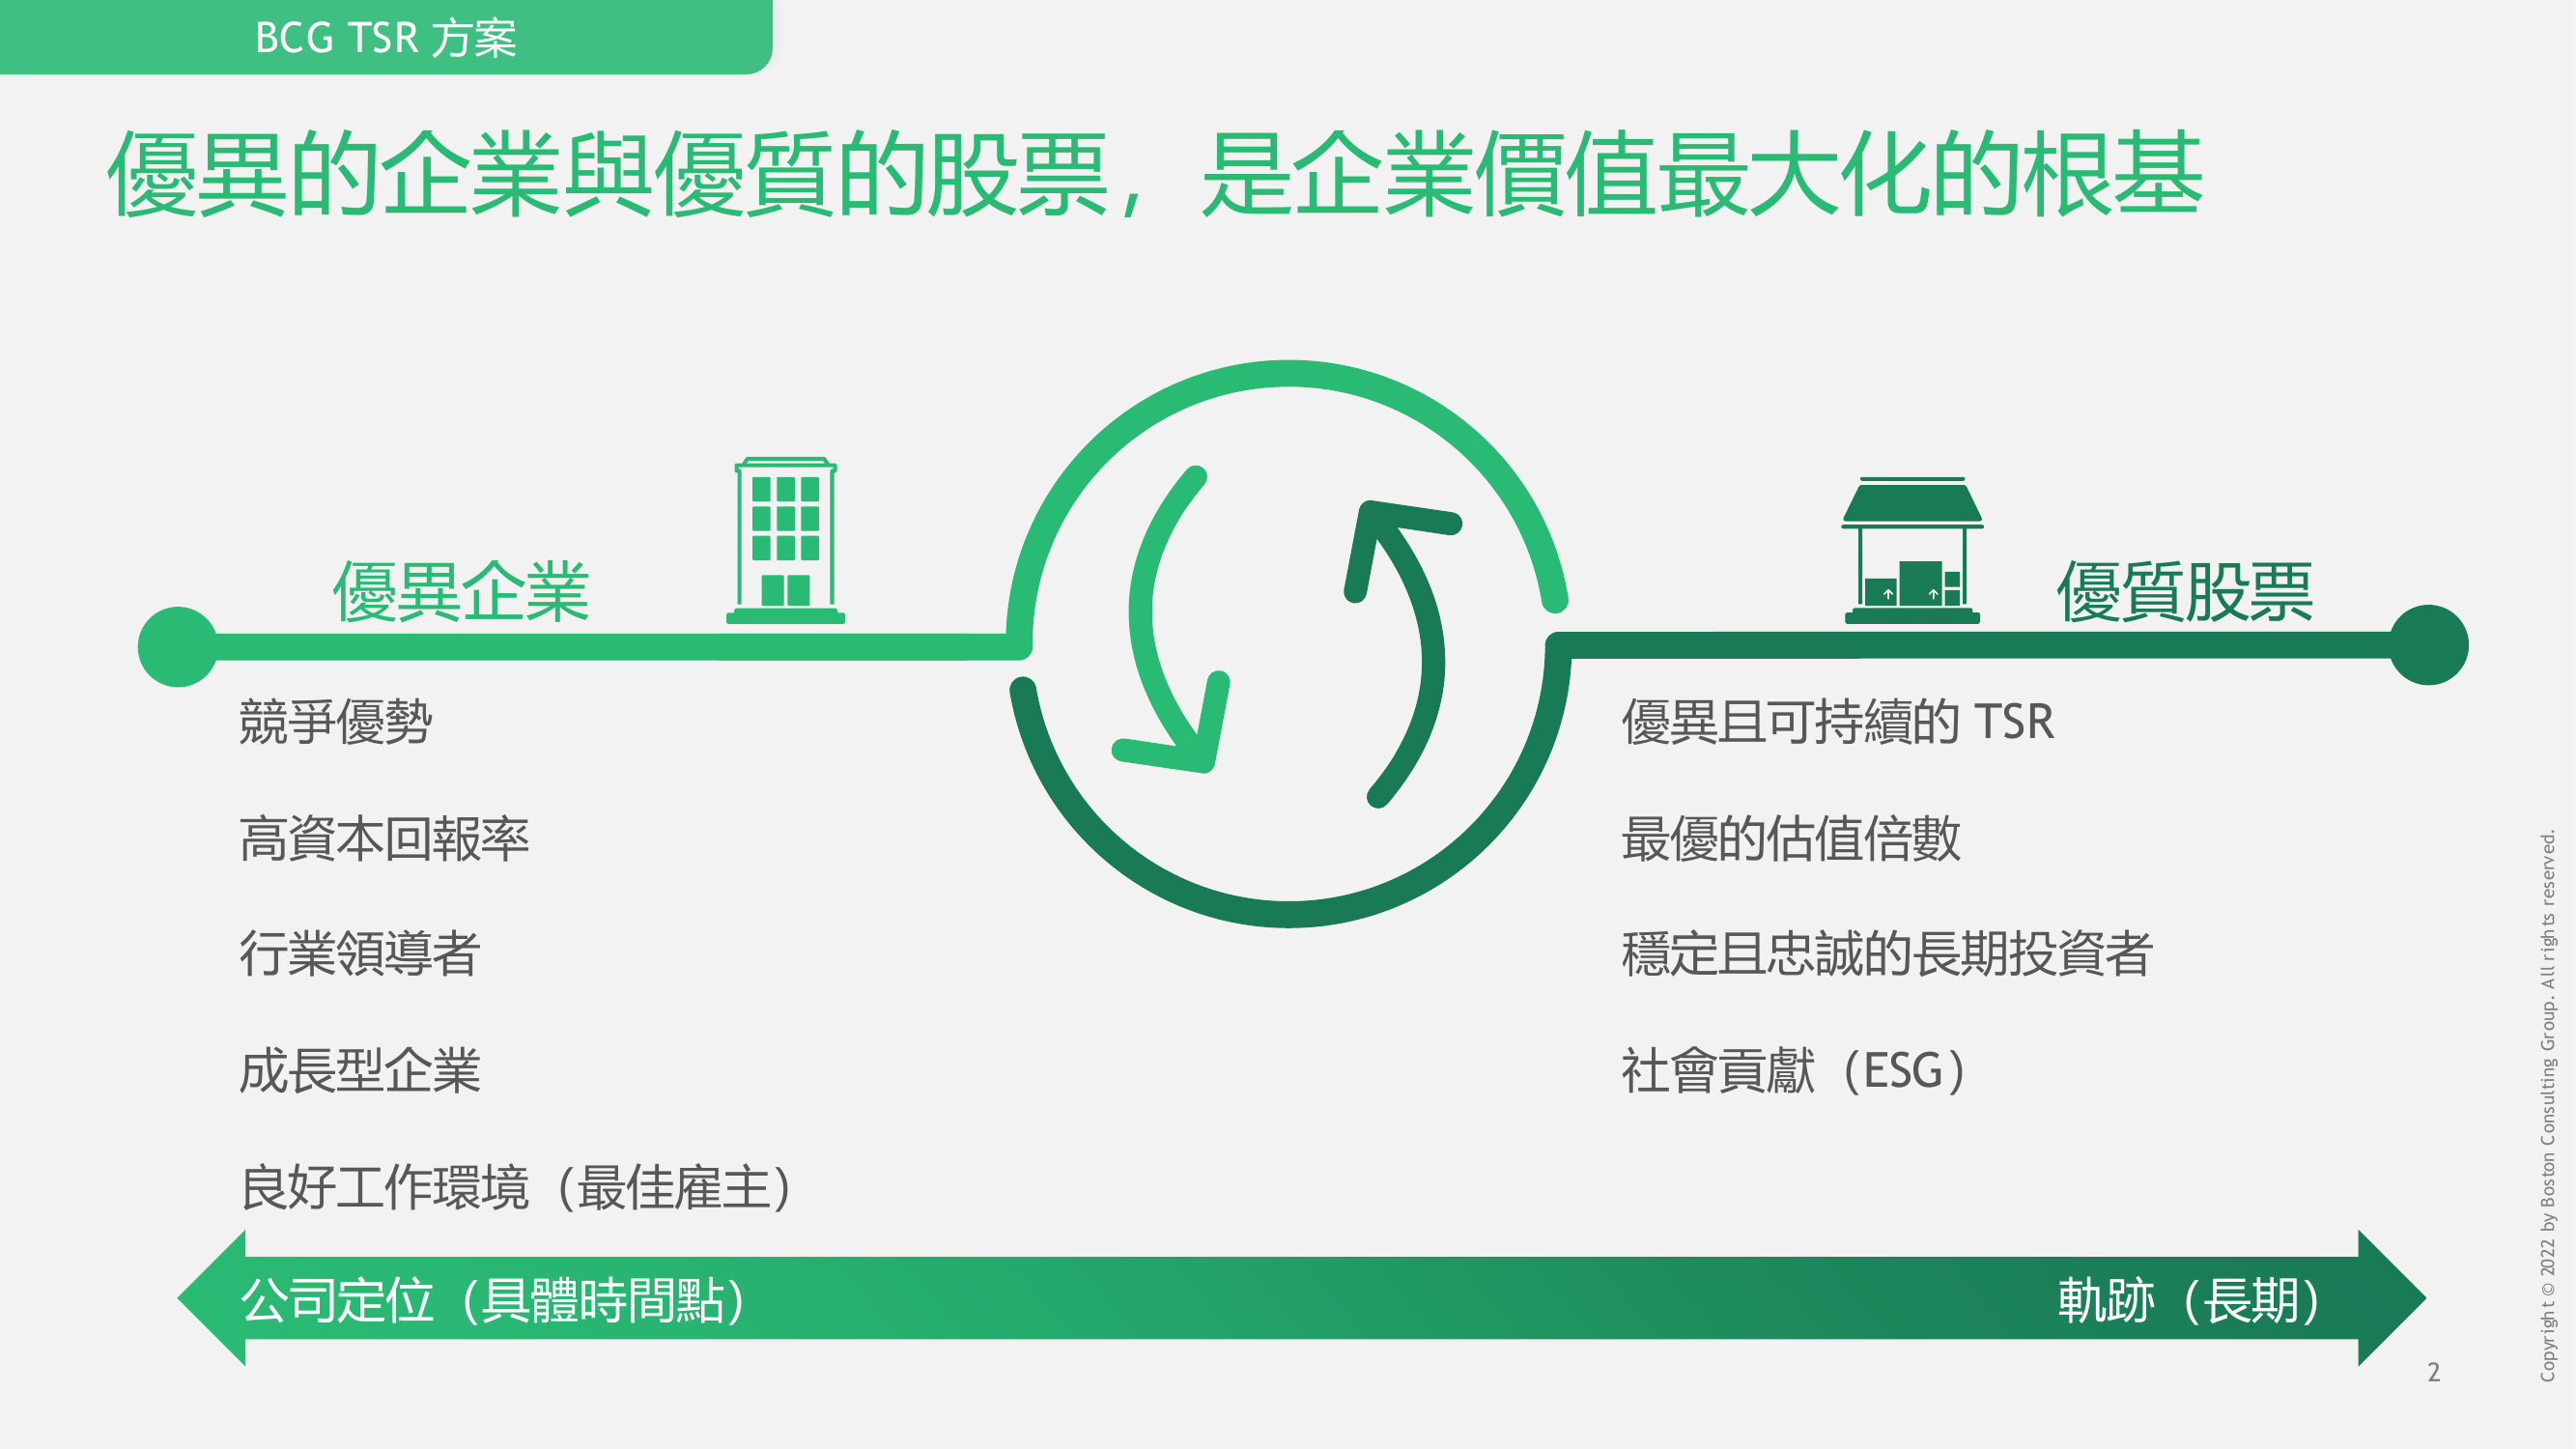 BCG TSR 方案
優異的企業與優質的股票，是企業價值最大化的根基
優異企業
競爭優勢
高資本回報率
行業領導者
成長型企業
良好工作環境（最佳雇主）
優質股票
優異且可持續的 TSR
最優的估值倍數
穩定且忠誠的長期投資者
社會貢獻（ESG）
公司定位（具體時間點）
軌跡（長期）
2
Copyright © 2022 by Boston Consulting Group. All rights reserved.